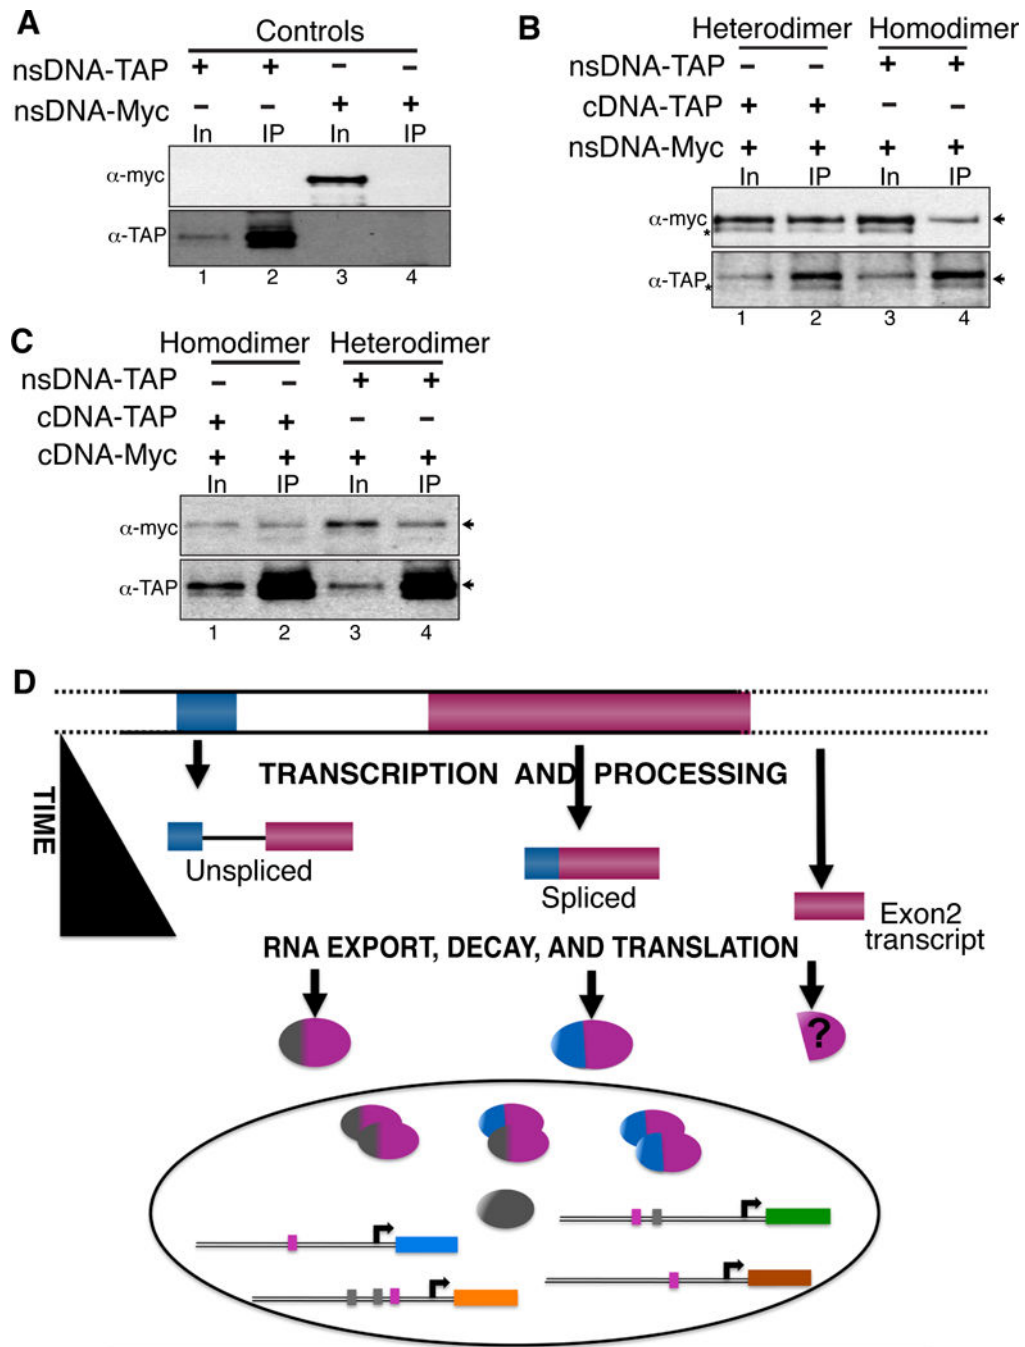 A
Controls
nsDNA-TAP + + – –
nsDNA-Myc – – + +
In IP In IP
α-myc
α-TAP
1 2 3 4
B
Heterodimer Homodimer
nsDNA-TAP – – + +
cDNA-TAP + + – –
nsDNA-Myc + + + +
In IP In IP
α-myc
*
α-TAP
*
1 2 3 4
C
Homodimer Heterodimer
nsDNA-TAP – – + +
cDNA-TAP + + – –
cDNA-Myc + + + +
In IP In IP
α-myc
α-TAP
1 2 3 4
D
TIME
TRANSCRIPTION AND PROCESSING
Unspliced
Spliced
Exon2
transcript
RNA EXPORT, DECAY, AND TRANSLATION
?